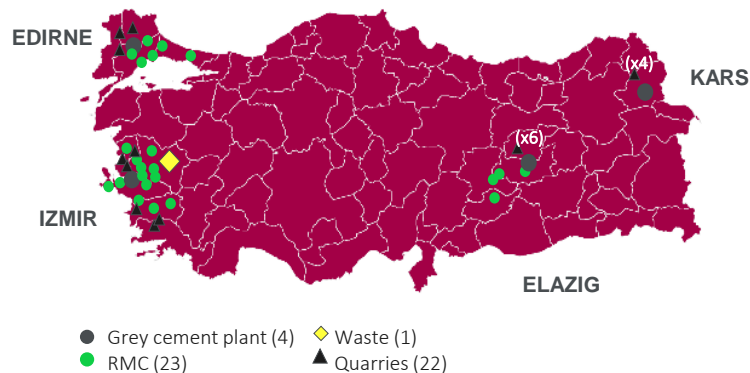 EDIRNE
(x4)
KARS
(x6)
IZMIR
ELAZIG
Grey cement plant (4)
Waste (1)
RMC (23)
Quarries (22)